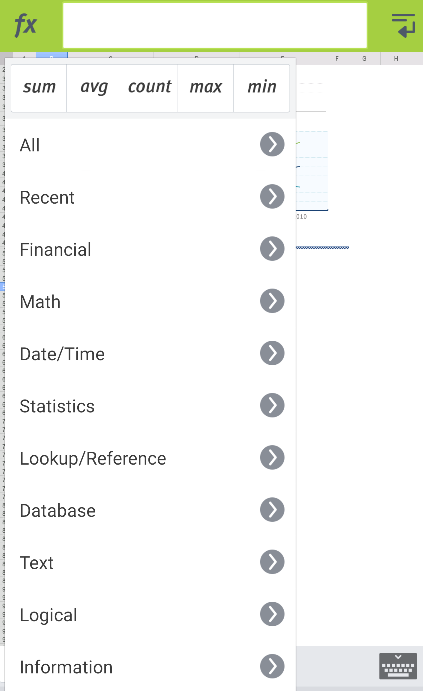 fx
F G H
sum avg count max min
All
Recent
Financial
Math
Date/Time
Statistics
Lookup/Reference
Database
Text
Logical
Information